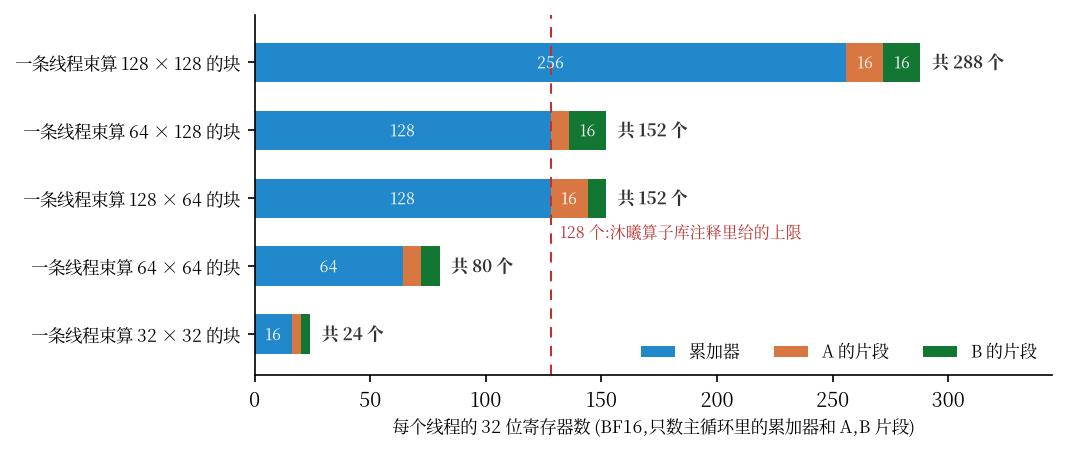 一条线程束算 128 × 128 的块
256
16
16
共 288 个
一条线程束算 64 × 128 的块
128
16
共 152 个
一条线程束算 128 × 64 的块
128
16
共 152 个
128 个:沐曦算子库注释里给的上限
一条线程束算 64 × 64 的块
64
共 80 个
一条线程束算 32 × 32 的块
16
共 24 个
累加器
A 的片段
B 的片段
0 50 100 150 200 250 300
每个线程的 32 位寄存器数 (BF16,只数主循环里的累加器和 A,B 片段)